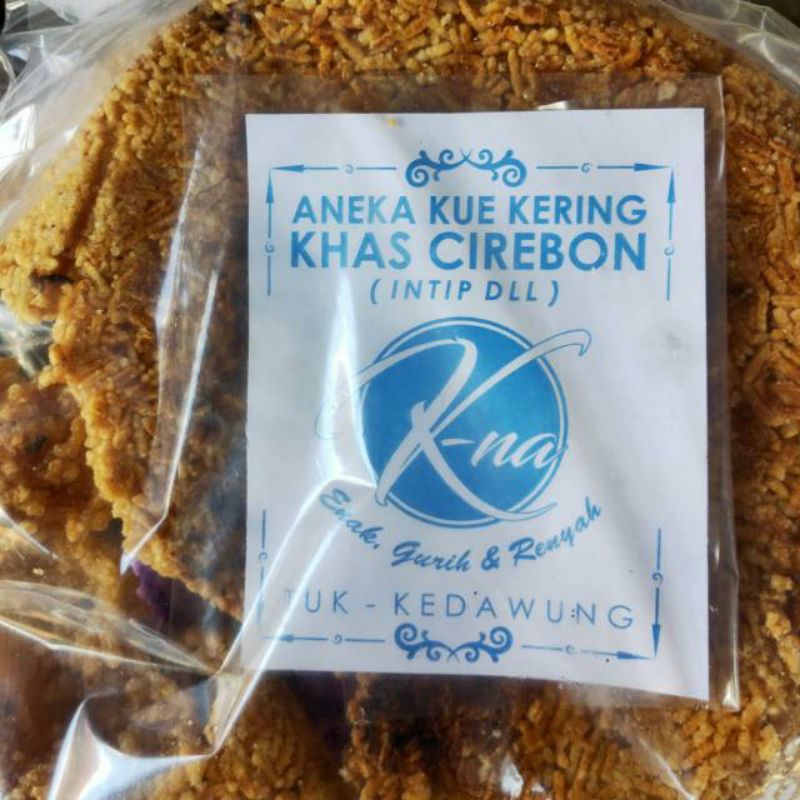 ANEKA KUE KERING
KHAS CIREBON
( INTIP DLL )
K-na
Enak, Gurih & Renyah
TUK - KEDAWUNG